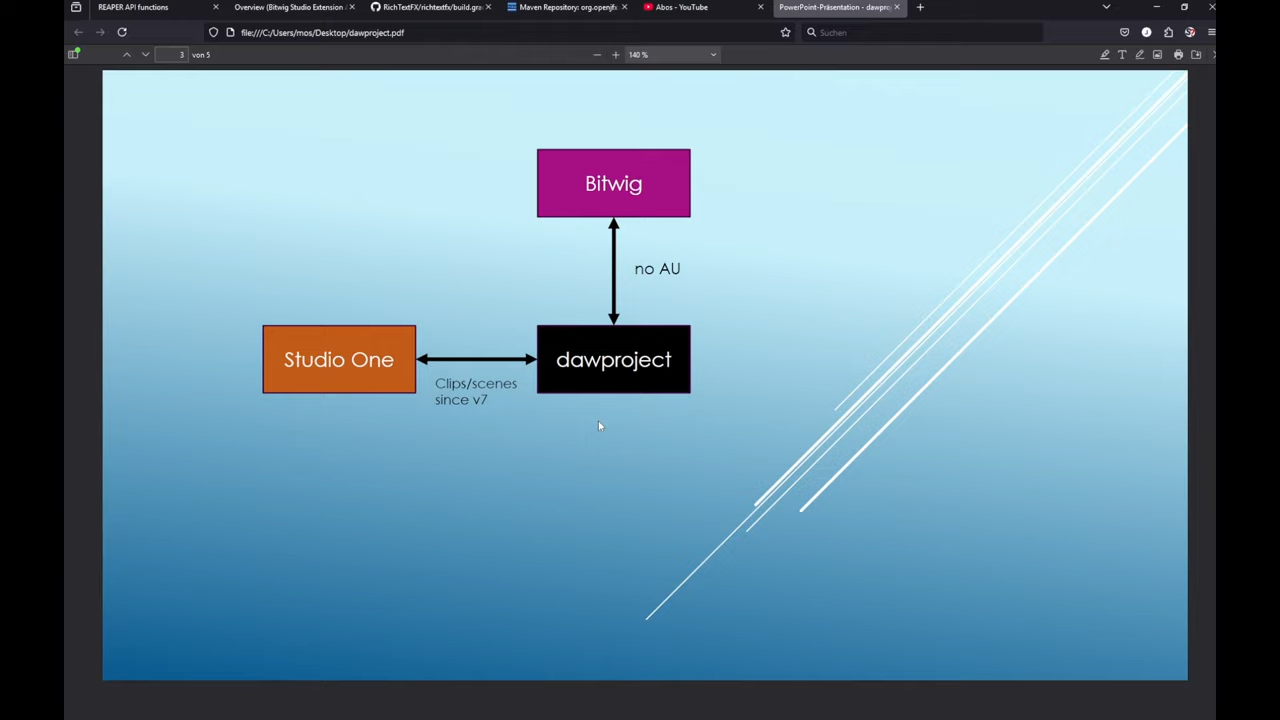 REAPER API functions
Overview (Bitwig Studio Extension
RichTextFX/richtextfx/build.gra
Maven Repository: org.openjfx
Abos - YouTube
PowerPoint-Präsentation - dawproj
file:///C:/Users/mos/Desktop/dawproject.pdf
Suchen
3 von 5
140 %
Bitwig
no AU
Studio One
dawproject
Clips/scenes
since v7